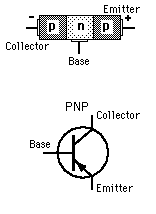 Emitter
- +
p n p
Collector
Base
PNP
Collector
Base
Emitter